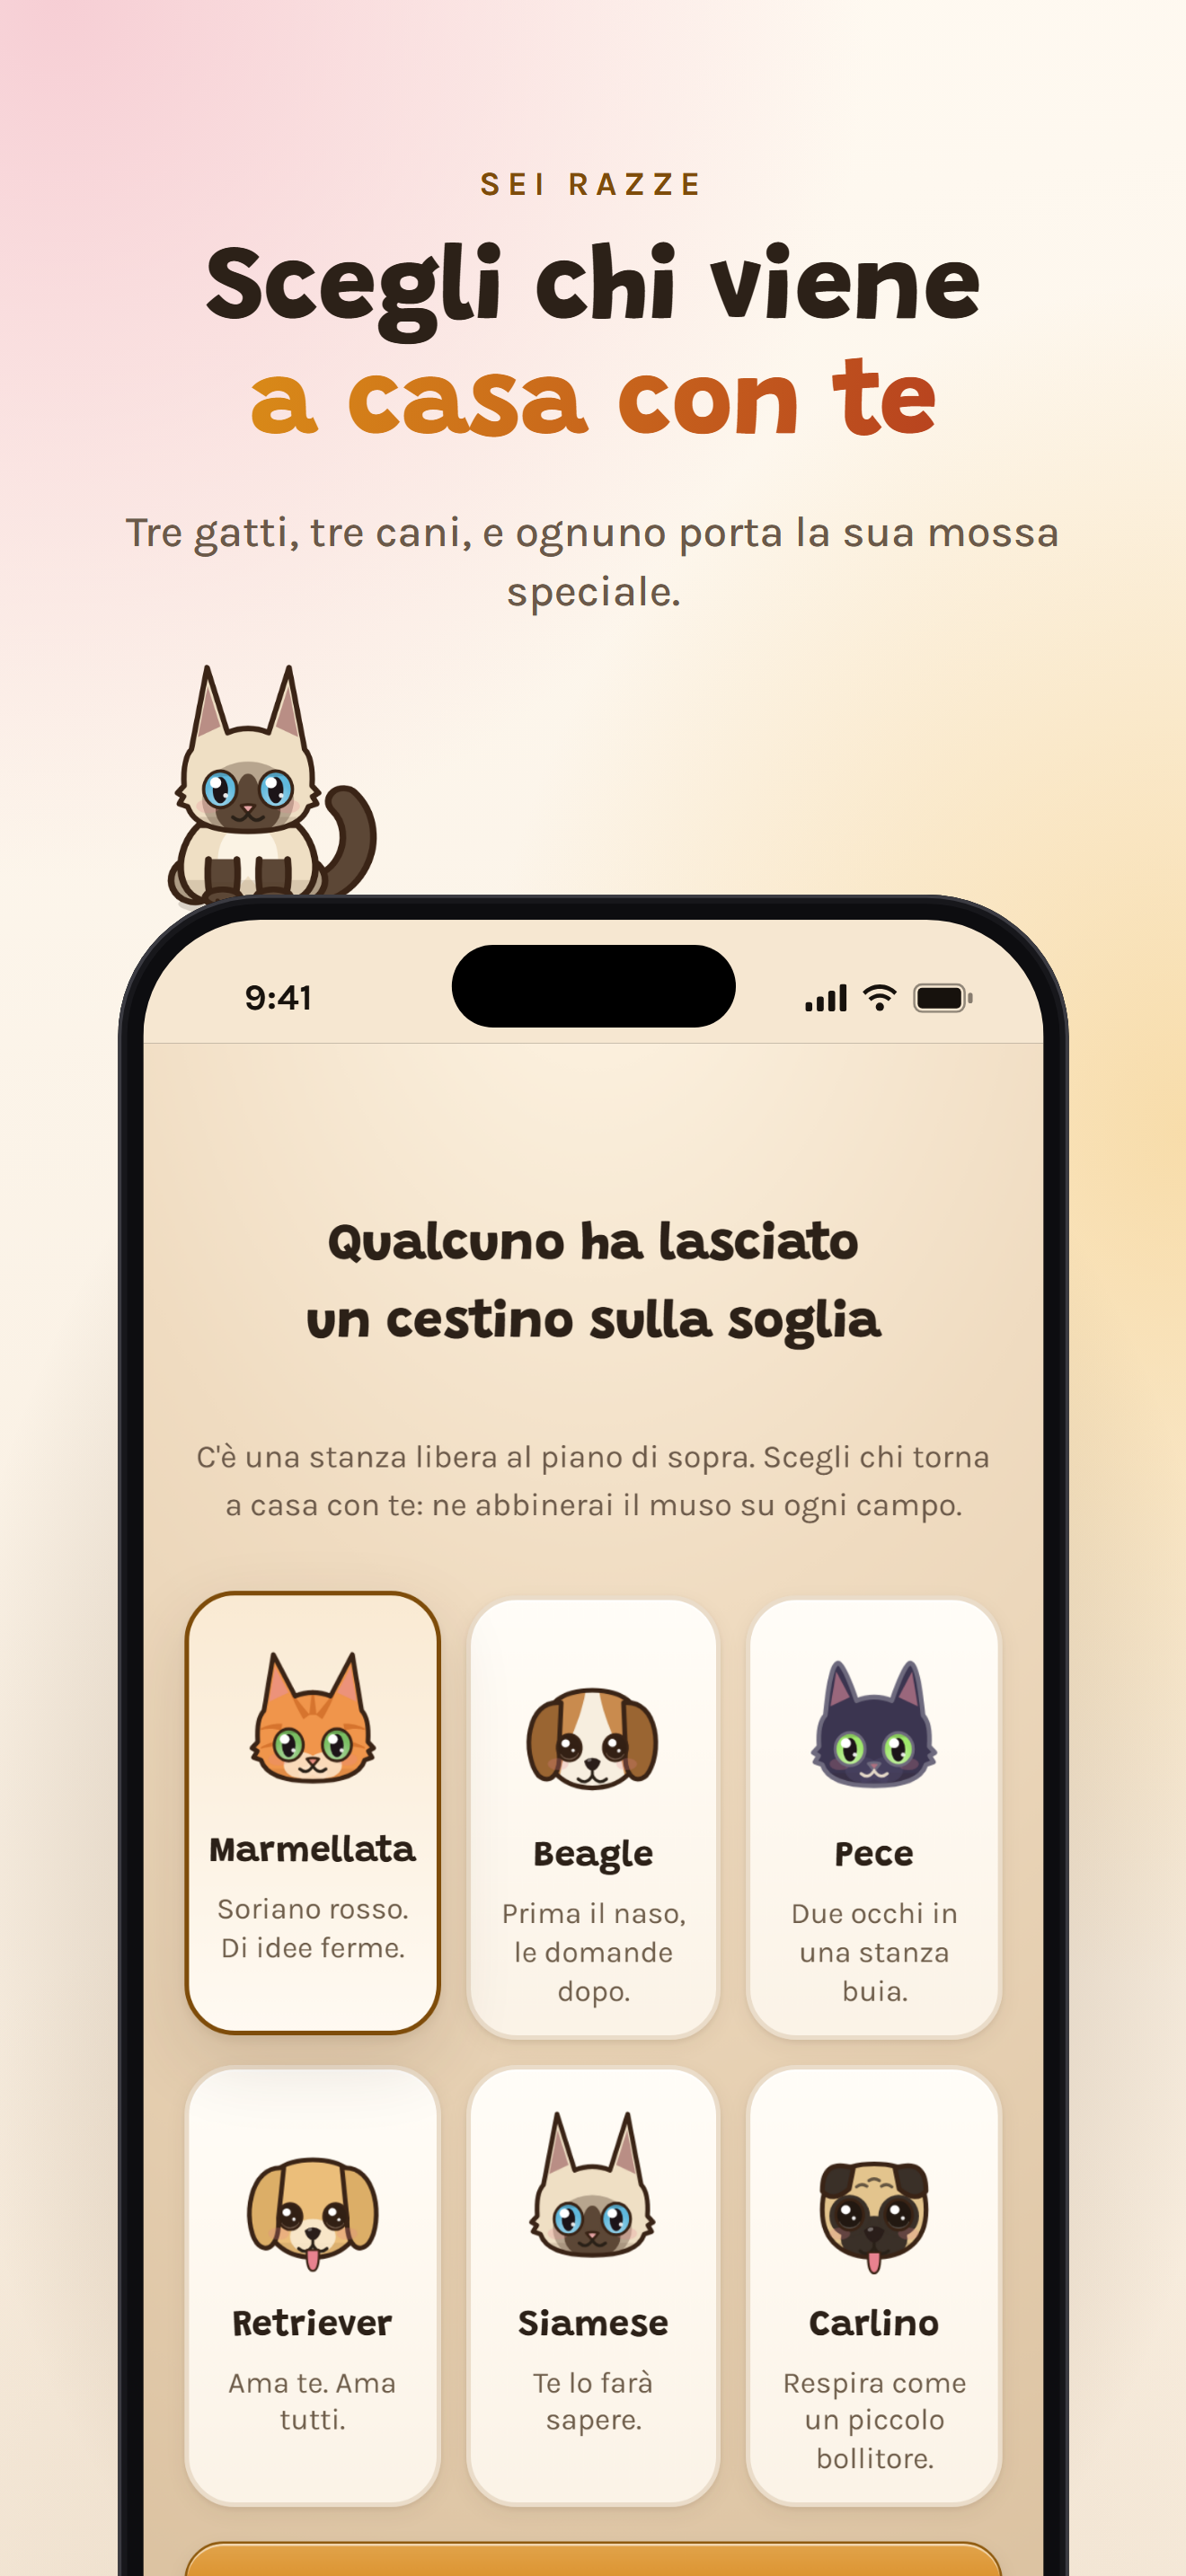 SEI RAZZE
Scegli chi viene
a casa con te
Tre gatti, tre cani, e ognuno porta la sua mossa
speciale.
9:41
Qualcuno ha lasciato
un cestino sulla soglia
C'è una stanza libera al piano di sopra. Scegli chi torna
a casa con te: ne abbinerai il muso su ogni campo.
Marmellata
Soriano rosso.
Di idee ferme.
Beagle
Prima il naso,
le domande
dopo.
Pece
Due occhi in
una stanza
buia.
Retriever
Ama te. Ama
tutti.
Siamese
Te lo farà
sapere.
Carlino
Respira come
un piccolo
bollitore.